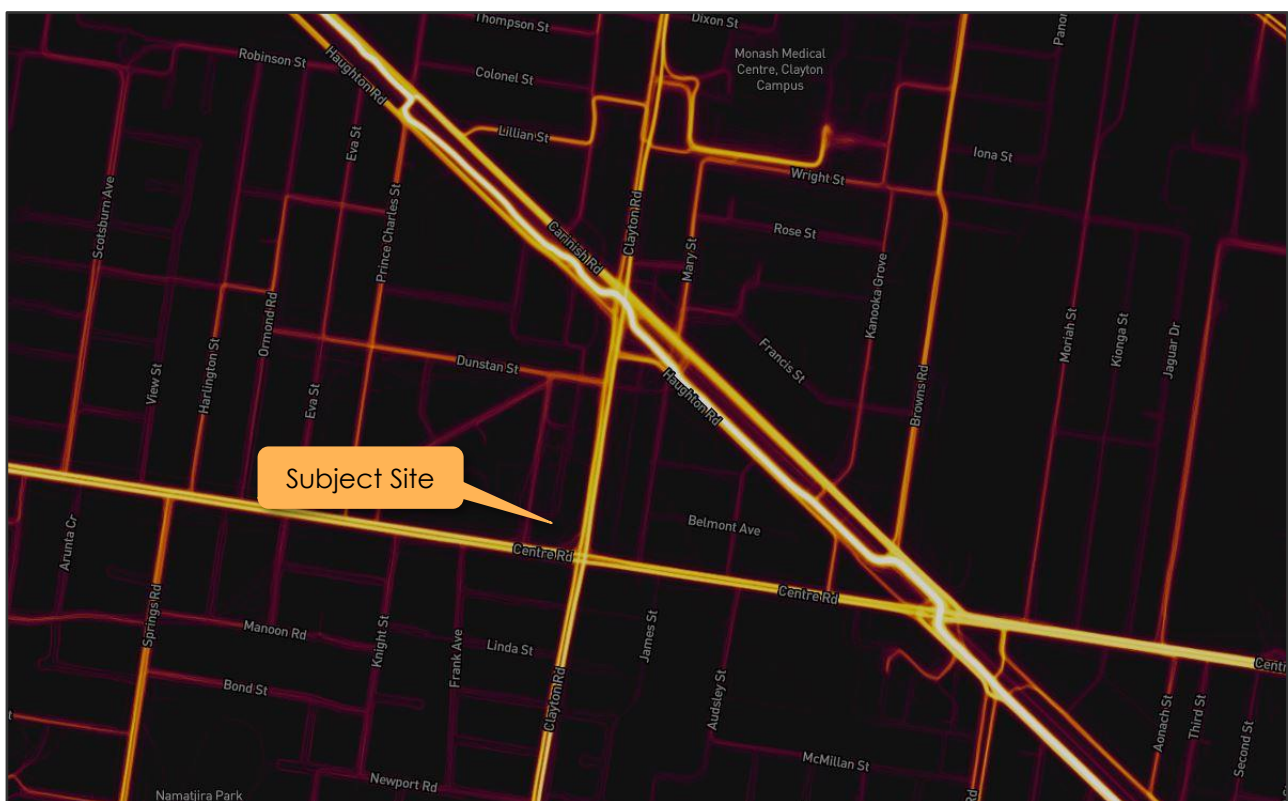 Thompson St
Dixon St
Pano
Robinson St
Haughton Rd
Colonel St
Monash Medical
Centre, Clayton
Campus
Eva St
Lillian St
Iona St
Wright St
Scotsburn Ave
Prince Charles St
Clayton Rd
Carinish Rd
Mary St
Rose St
Kanooka Grove
Ormond Rd
Moriah St
Kionga St
Jaguar Dr
View St
Harlington St
Eva St
Dunstan St
Francis St
Haughton Rd
Browns Rd
Subject Site
Arunta Cr
Belmont Ave
Centre Rd
Centre Rd
Springs Rd
Manoon Rd
Knight St
Frank Ave
Linda St
James St
Centr
Bond St
Clayton Rd
Audsley St
Aonach St
Third St
Second St
McMillan St
Newport Rd
Namatjira Park
Rd